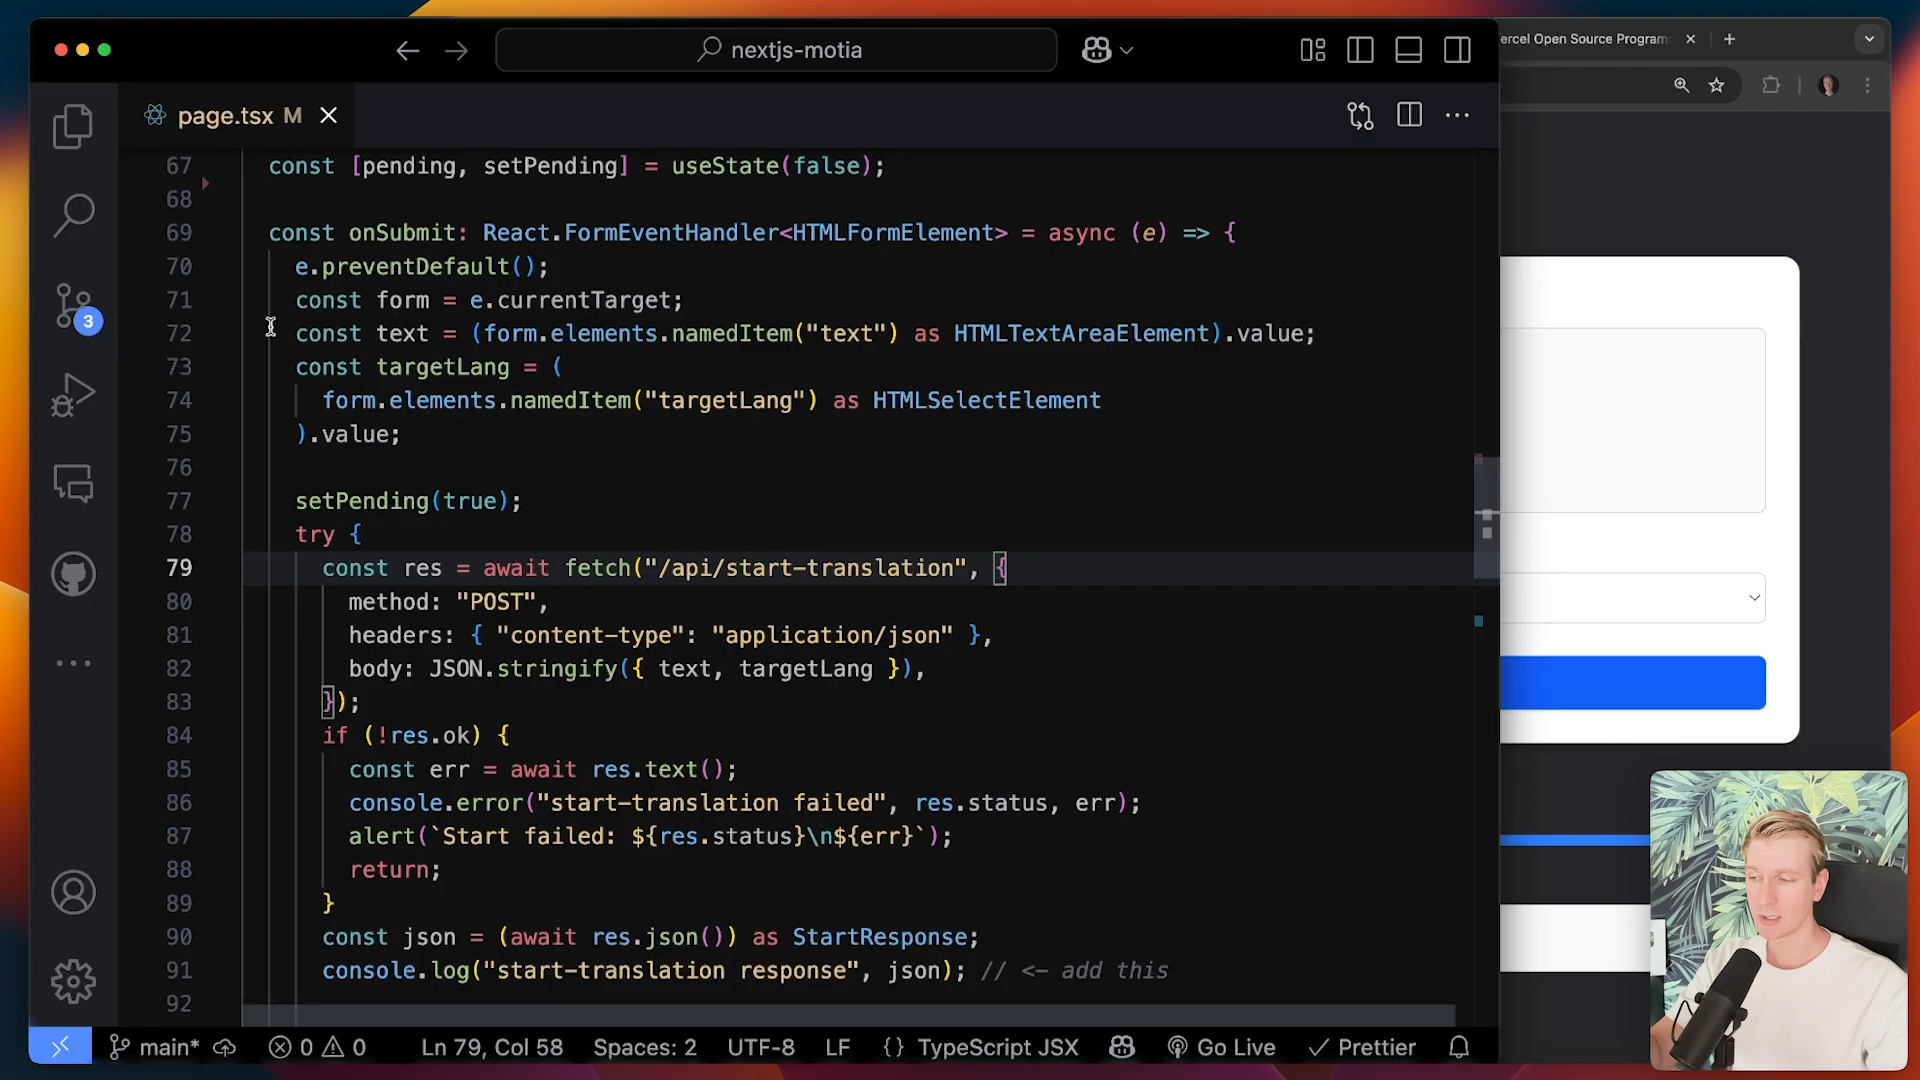 nextjs-motia
ercel Open Source Program
page.tsx M
67 const [pending, setPending] = useState(false);
68
69 const onSubmit: React.FormEventHandler<HTMLFormElement> = async (e) => {
70 e.preventDefault();
71 const form = e.currentTarget;
72 const text = (form.elements.namedItem("text") as HTMLTextAreaElement).value;
73 const targetLang = (
74 form.elements.namedItem("targetLang") as HTMLSelectElement
75 ).value;
76
77 setPending(true);
78 try {
79 const res = await fetch("/api/start-translation", {
80 method: "POST",
81 headers: { "content-type": "application/json" },
82 body: JSON.stringify({ text, targetLang }),
83 });
84 if (!res.ok) {
85 const err = await res.text();
86 console.error("start-translation failed", res.status, err);
87 alert(`Start failed: ${res.status}\n${err}`);
88 return;
89 }
90 const json = (await res.json()) as StartResponse;
91 console.log("start-translation response", json); // <- add this
92
3
main* 0 0 Ln 79, Col 58 Spaces: 2 UTF-8 LF {} TypeScript JSX Go Live Prettier